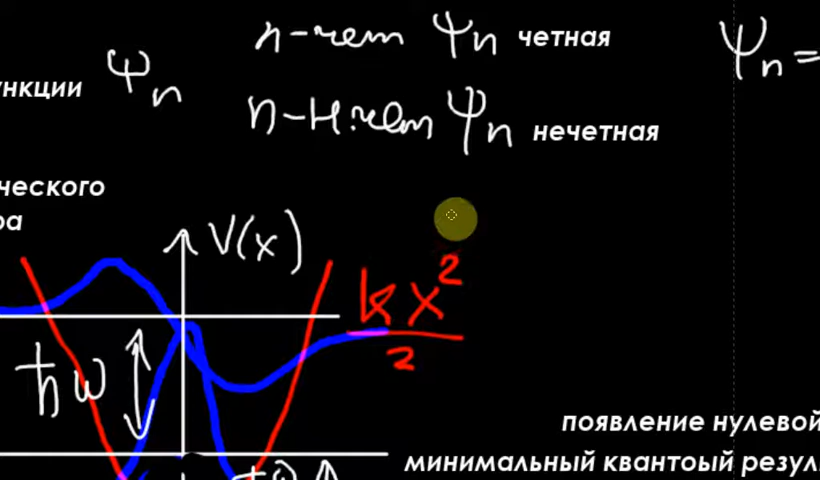 n-чет ψn четная
ψn =
ункции ψn
n-н.чет ψn нечетная
ческого
ра
V(x)
kx²/2
ħω
появление нулевой
минимальный квантоый резул